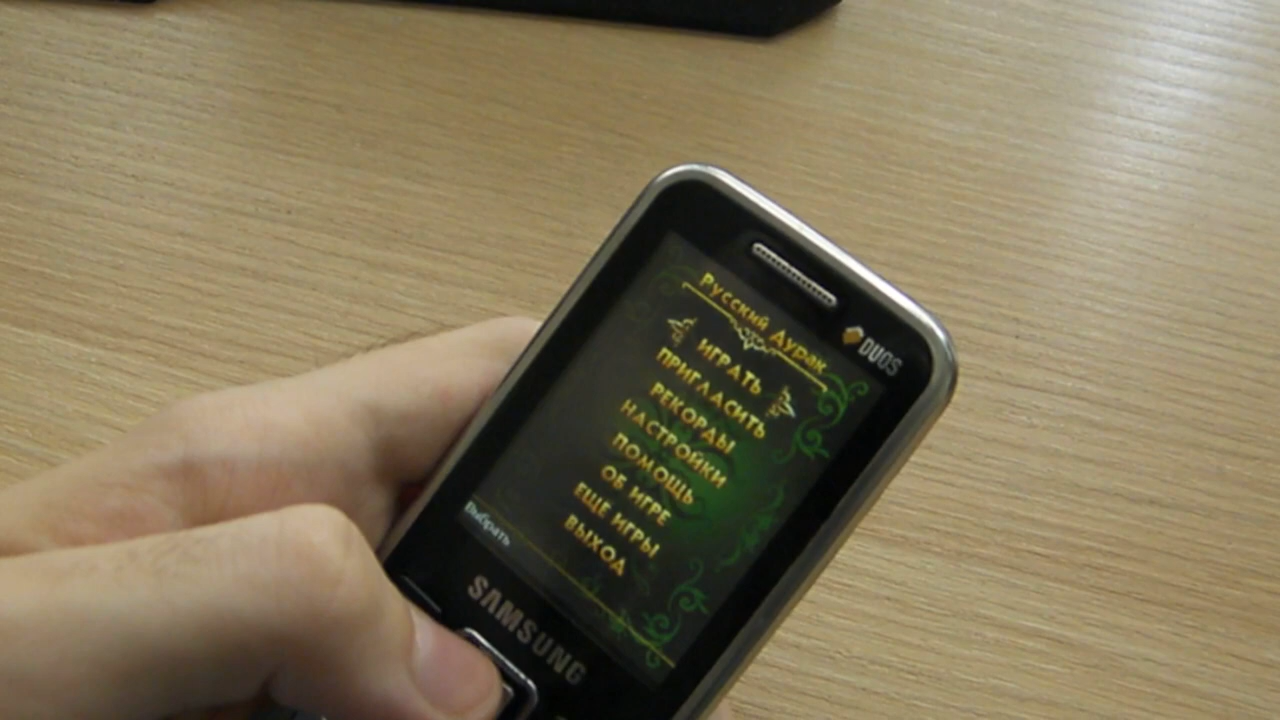 DUOS
Русский Дурак
ИГРАТЬ
ПРИГЛАСИТЬ
РЕКОРДЫ
НАСТРОЙКИ
ПОМОЩЬ
ОБ ИГРЕ
ЕЩЕ ИГРЫ
ВЫХОД
Выбрать
SAMSUNG